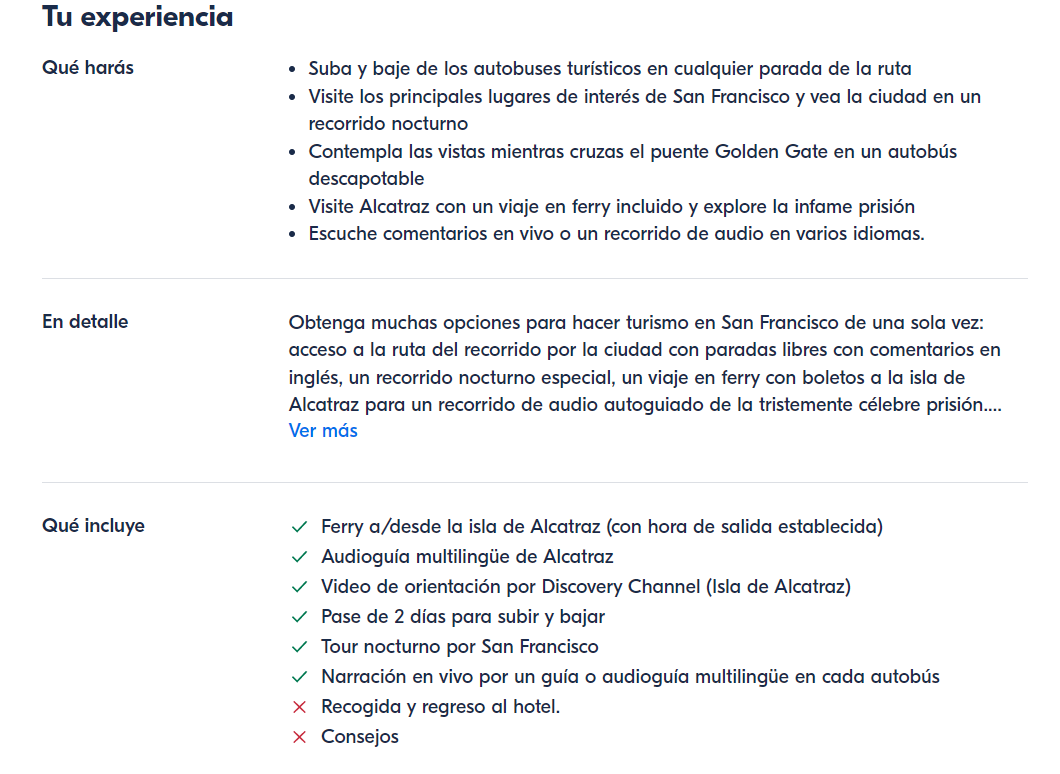 Tu experiencia
Qué harás
Suba y baje de los autobuses turísticos en cualquier parada de la ruta
Visite los principales lugares de interés de San Francisco y vea la ciudad en un
recorrido nocturno
Contempla las vistas mientras cruzas el puente Golden Gate en un autobús
descapotable
Visite Alcatraz con un viaje en ferry incluido y explore la infame prisión
Escuche comentarios en vivo o un recorrido de audio en varios idiomas.
En detalle
Obtenga muchas opciones para hacer turismo en San Francisco de una sola vez:
acceso a la ruta del recorrido por la ciudad con paradas libres con comentarios en
inglés, un recorrido nocturno especial, un viaje en ferry con boletos a la isla de
Alcatraz para un recorrido de audio autoguiado de la tristemente célebre prisión....
Ver más
Qué incluye
Ferry a/desde la isla de Alcatraz (con hora de salida establecida)
Audioguía multilingüe de Alcatraz
Video de orientación por Discovery Channel (Isla de Alcatraz)
Pase de 2 días para subir y bajar
Tour nocturno por San Francisco
Narración en vivo por un guía o audioguía multilingüe en cada autobús
Recogida y regreso al hotel.
Consejos